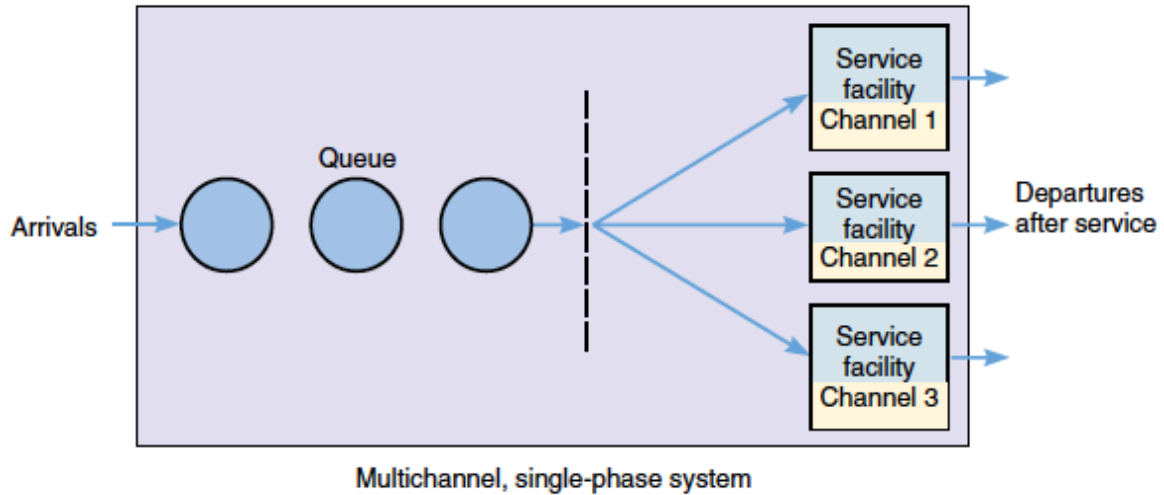 Service
facility
Channel 1
Queue
Arrivals
Service
facility
Channel 2
Departures
after service
Service
facility
Channel 3
Multichannel, single-phase system